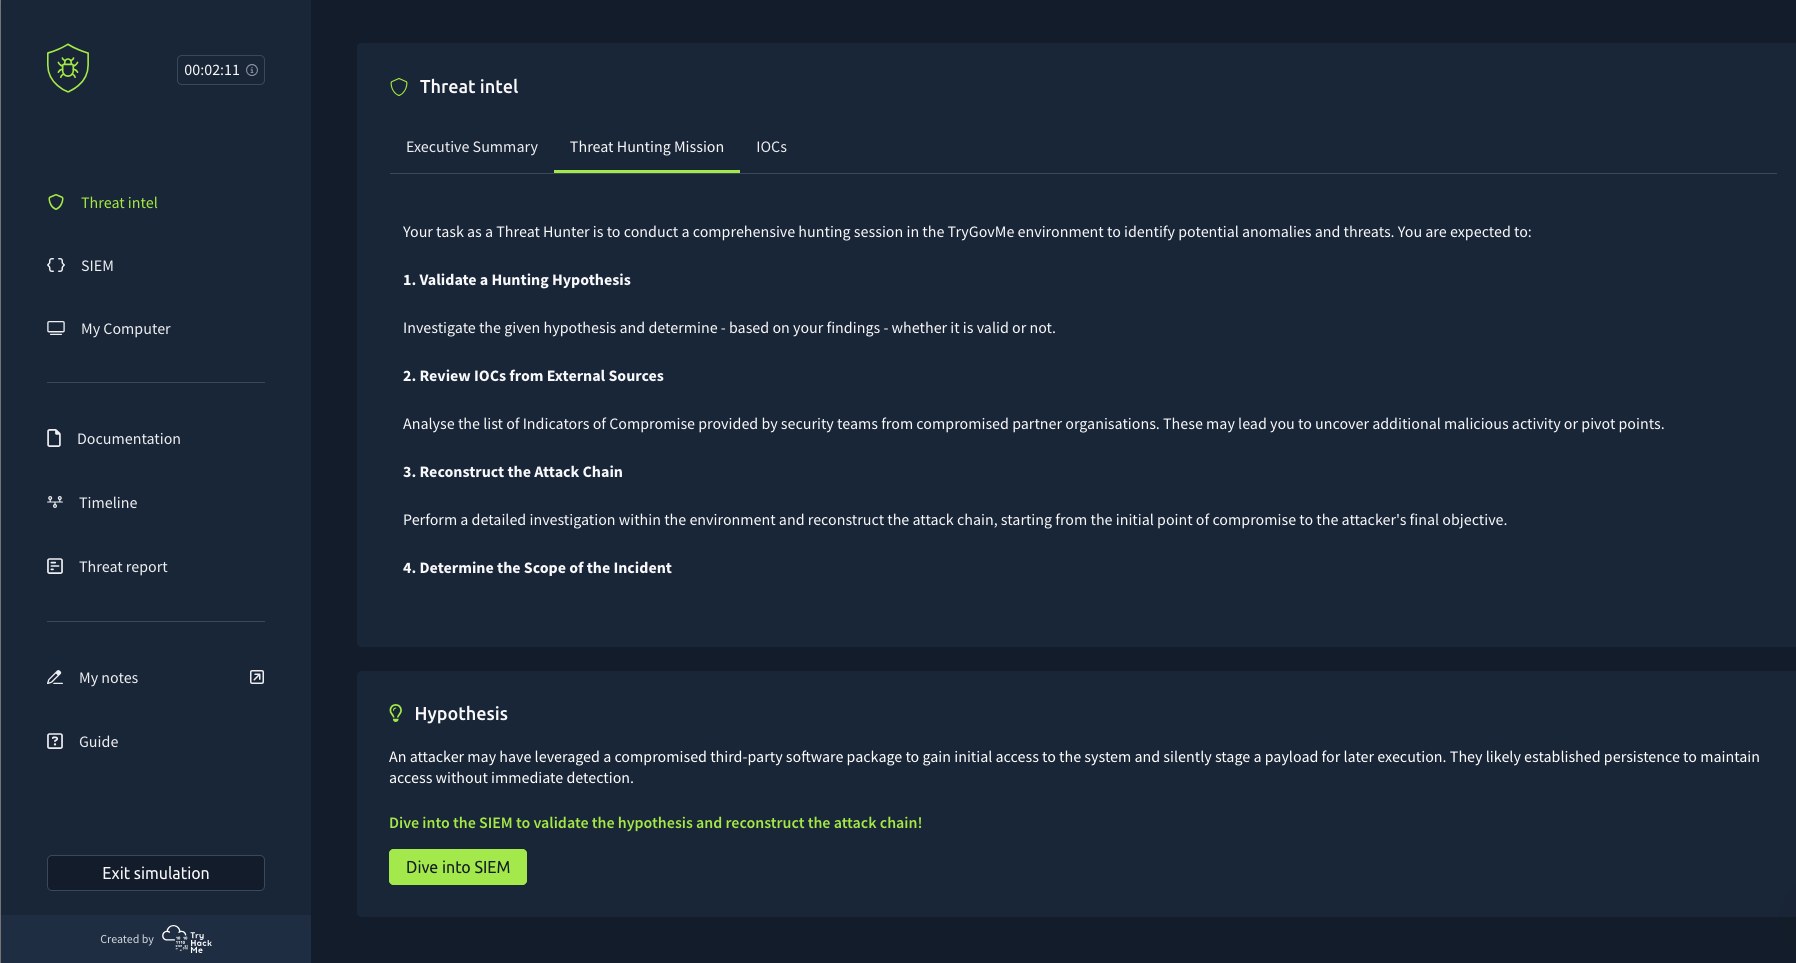 00:02:11
Threat intel
SIEM
My Computer
Documentation
Timeline
Threat report
My notes
Guide
Exit simulation
Created by Try Hack Me
Threat intel
Executive Summary Threat Hunting Mission IOCs
Your task as a Threat Hunter is to conduct a comprehensive hunting session in the TryGovMe environment to identify potential anomalies and threats. You are expected to:
1. Validate a Hunting Hypothesis
Investigate the given hypothesis and determine - based on your findings - whether it is valid or not.
2. Review IOCs from External Sources
Analyse the list of Indicators of Compromise provided by security teams from compromised partner organisations. These may lead you to uncover additional malicious activity or pivot points.
3. Reconstruct the Attack Chain
Perform a detailed investigation within the environment and reconstruct the attack chain, starting from the initial point of compromise to the attacker's final objective.
4. Determine the Scope of the Incident
Hypothesis
An attacker may have leveraged a compromised third-party software package to gain initial access to the system and silently stage a payload for later execution. They likely established persistence to maintain
access without immediate detection.
Dive into the SIEM to validate the hypothesis and reconstruct the attack chain!
Dive into SIEM